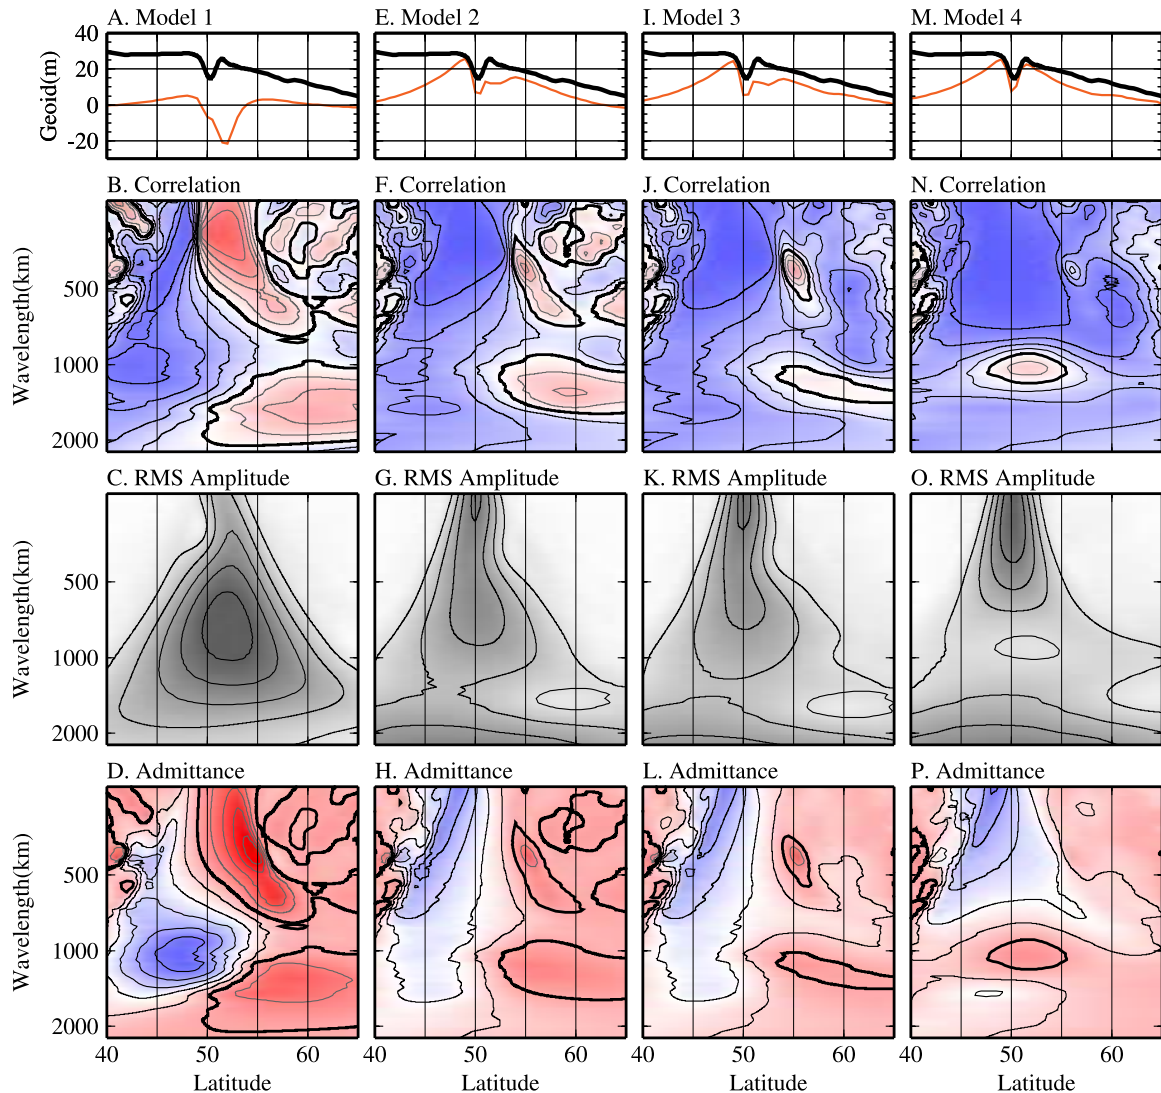 A. Model 1
E. Model 2
I. Model 3
M. Model 4
40
20
0
-20
Geoid(m)
B. Correlation
F. Correlation
J. Correlation
N. Correlation
500
1000
2000
Wavelength(km)
C. RMS Amplitude
G. RMS Amplitude
K. RMS Amplitude
O. RMS Amplitude
500
1000
2000
Wavelength(km)
D. Admittance
H. Admittance
L. Admittance
P. Admittance
500
1000
2000
Wavelength(km)
40 50 60 40 50 60 40 50 60 40 50 60
Latitude Latitude Latitude Latitude